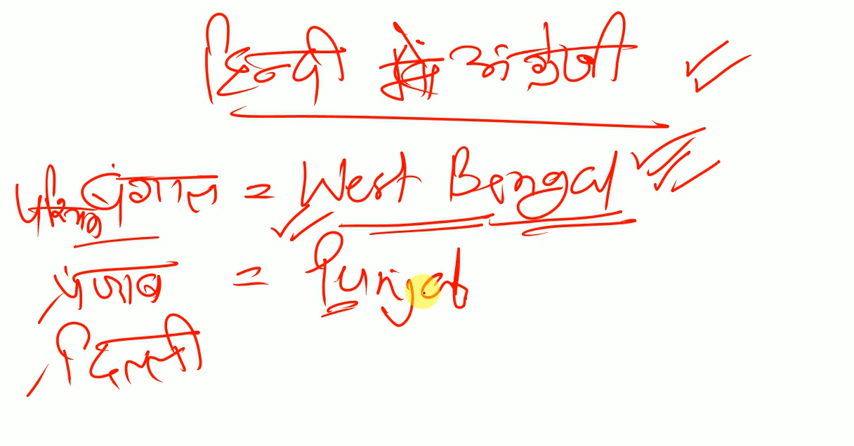 हिन्दी से अंग्रेजी
पश्चिम बंगाल = West Bengal
पंजाब = Punjab
दिल्ली